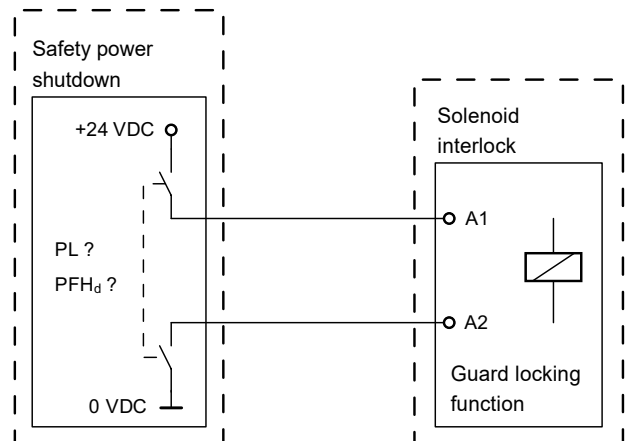 Safety power
shutdown
+24 VDC
PL ?
PFHd ?
0 VDC
Solenoid
interlock
A1
A2
Guard locking
function